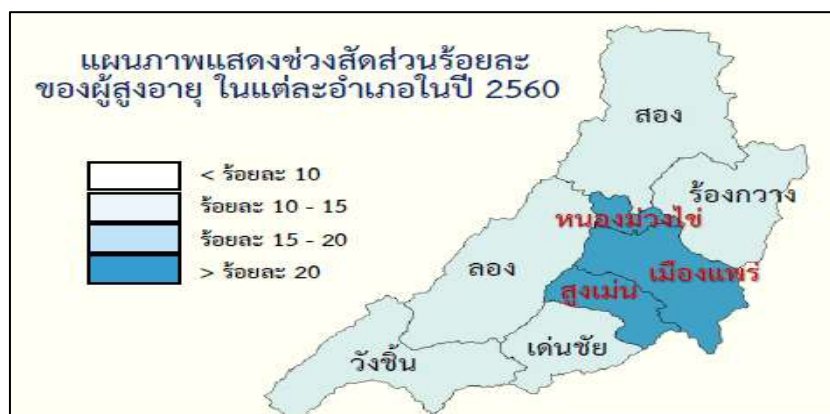 แผนภาพแสดงช่วงสัดส่วนร้อยละ
ของผู้สูงอายุ ในแต่ละอำเภอในปี 2560
< ร้อยละ 10
ร้อยละ 10 - 15
ร้อยละ 15 - 20
> ร้อยละ 20
สอง
ร้องกวาง
หนองม่วงไข่
ลอง
เมืองแพร่
สูงเม่น
เด่นชัย
วังชิ้น